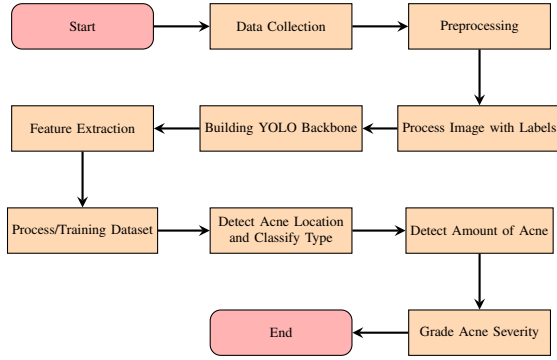 Start
Data Collection
Preprocessing
Process Image with Labels
Building YOLO Backbone
Feature Extraction
Process/Training Dataset
Detect Acne Location
and Classify Type
Detect Amount of Acne
Grade Acne Severity
End